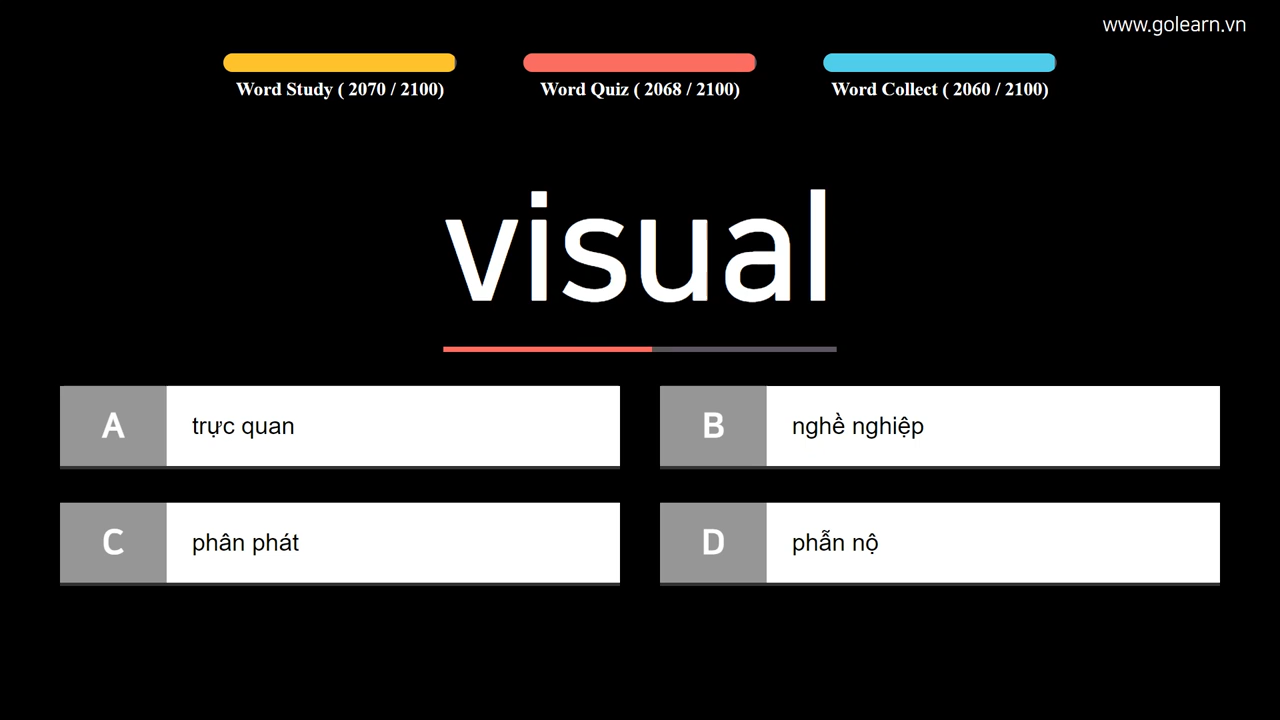 www.golearn.vn
Word Study ( 2070 / 2100)
Word Quiz ( 2068 / 2100)
Word Collect ( 2060 / 2100)
visual
A trực quan
B nghề nghiệp
C phân phát
D phẫn nộ